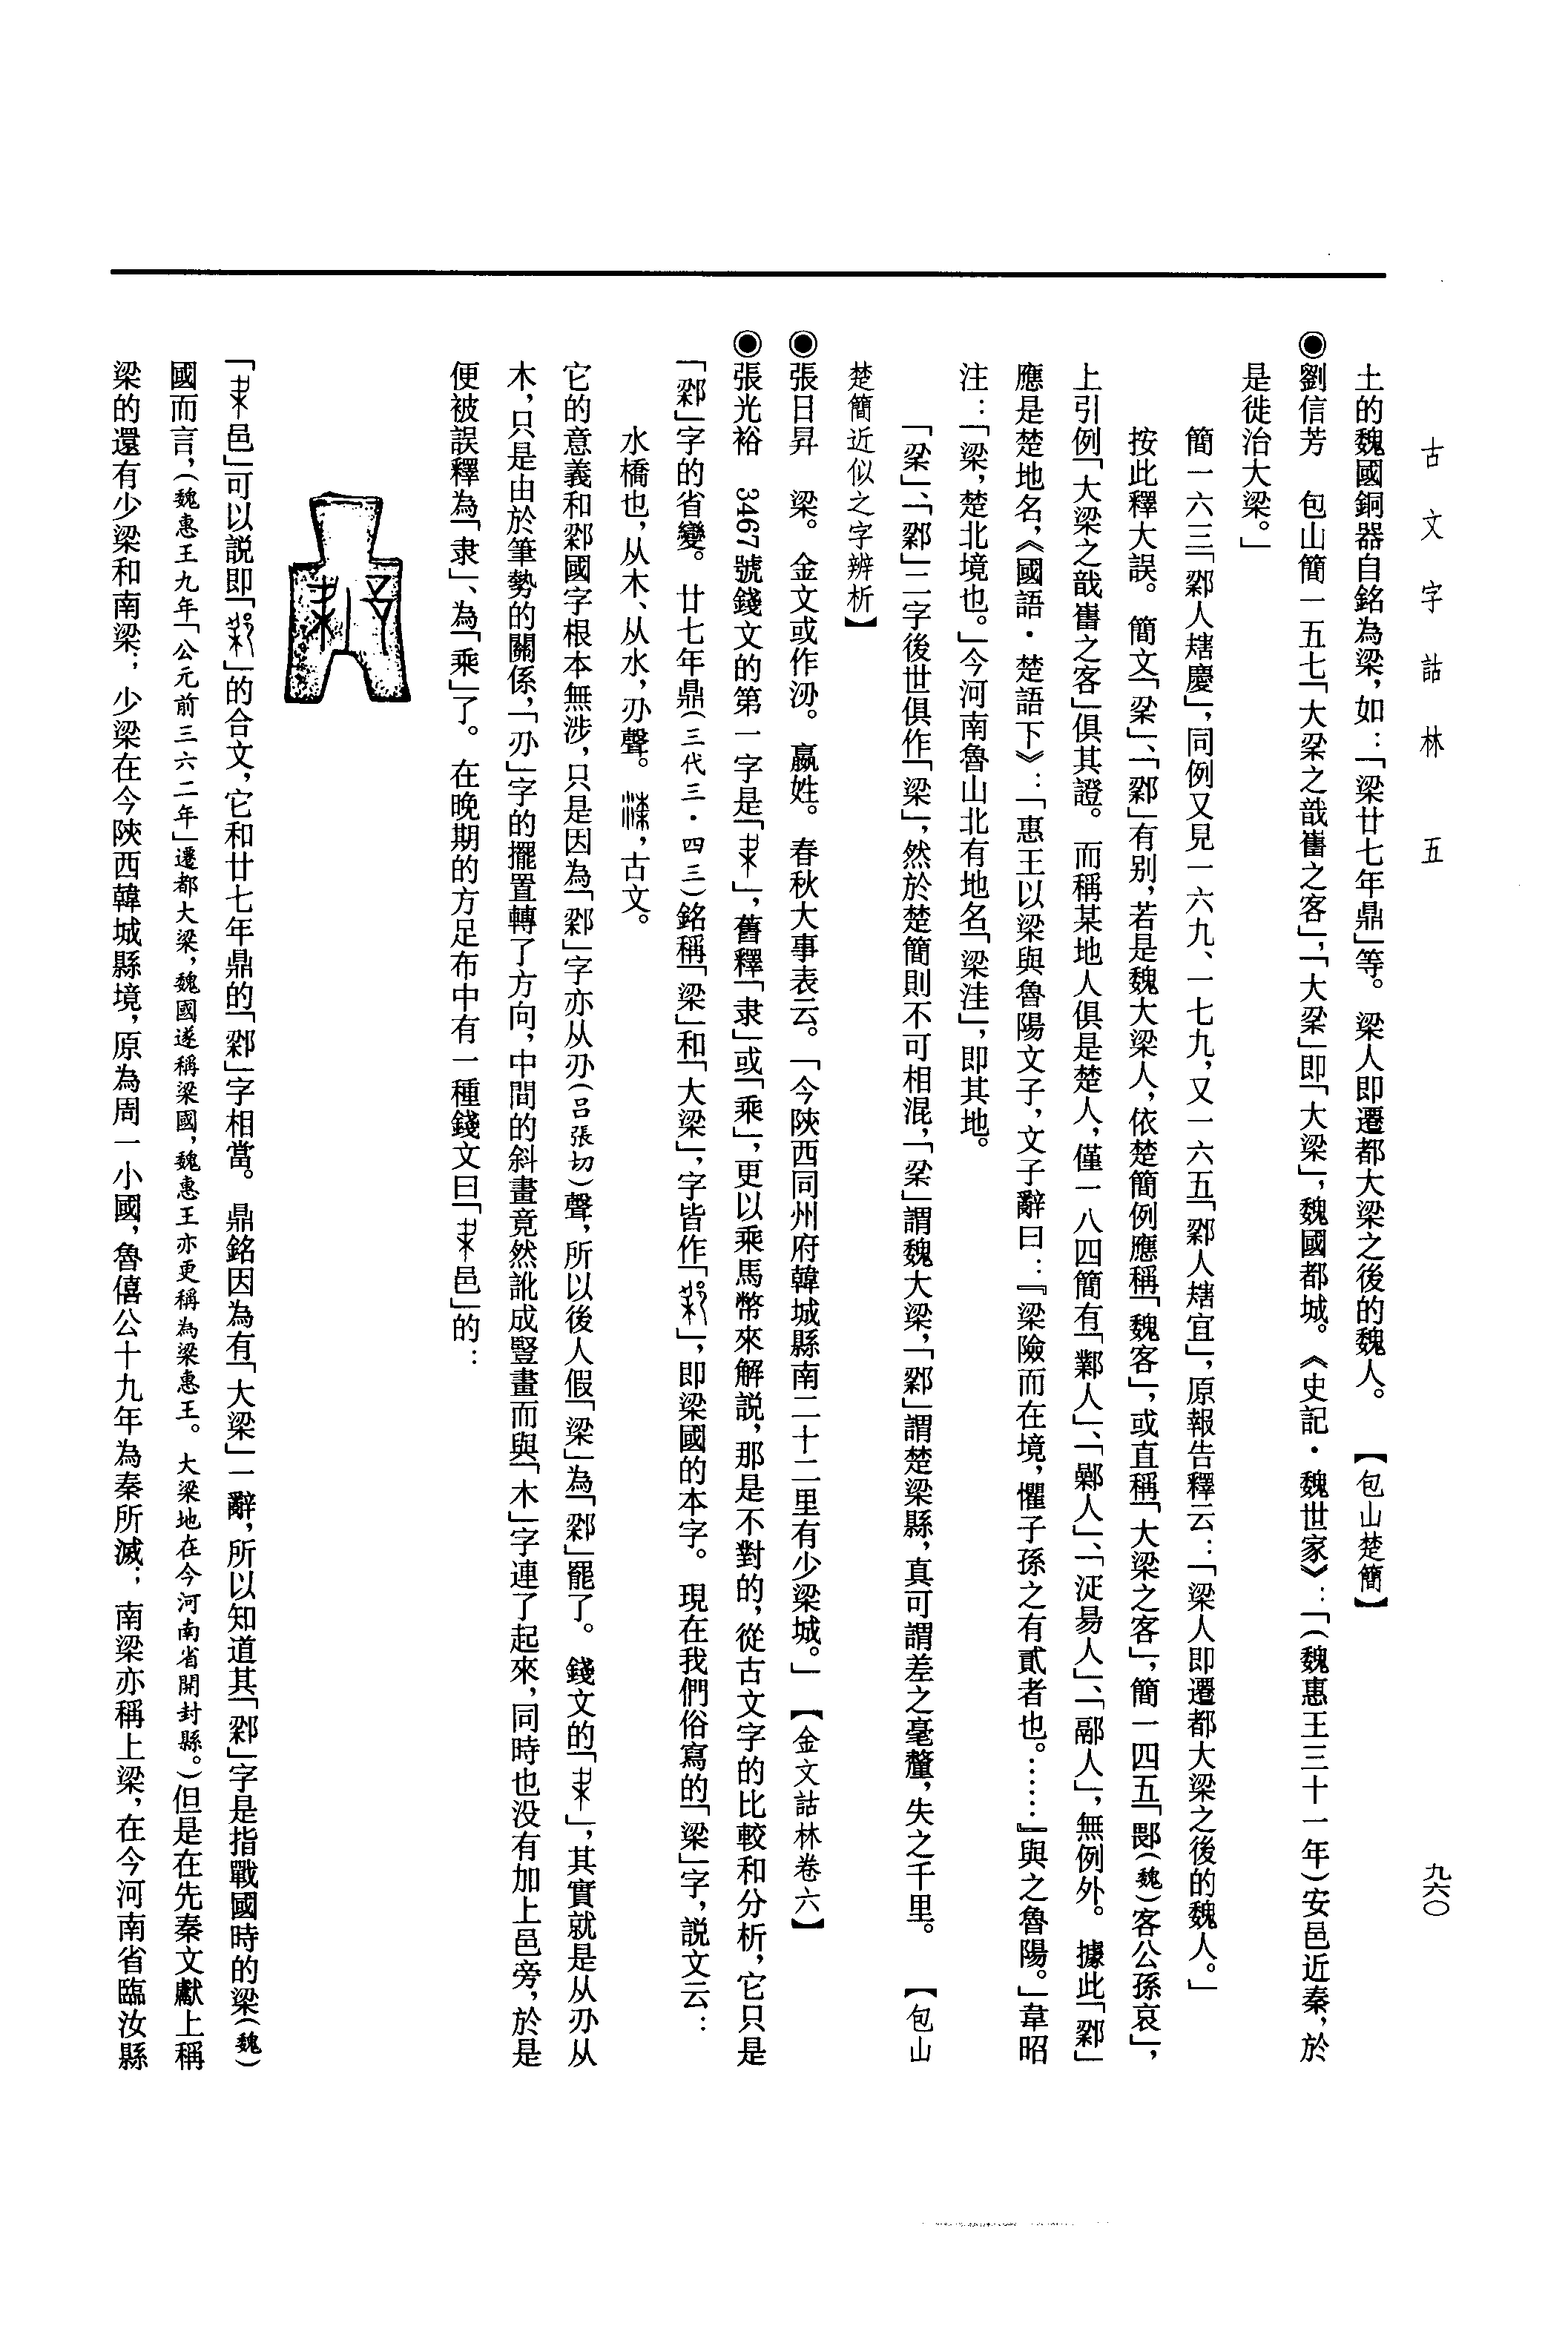 古文字詁林 五
九六〇
土的魏國銅器自銘為梁，如：「梁廿七年鼎」等。梁人即遷都大梁之後的魏人。【包山楚簡】
◉劉信芳 包山簡一五七「大梁之戠雟之客」，「大梁」即「大梁」，魏國都城。《史記·魏世家》：「（魏惠王三十一年）安邑近秦，於
是徙治大梁。」
簡一六三「鄴人慶」，同例又見一六九、一七九，又一六五「人宜」，原報告釋云：「梁人即遷都大梁之後的魏人。」
按此釋大誤。簡文「」、「」有别，若是魏大梁人，依楚簡例應稱「魏客」，或直稱「大梁之客」，簡一四五「（魏）客公孫哀」，
上引例「大梁之戠雟之客」俱其證。而稱某地人俱是楚人，僅一八四簡有「人」、「人」、「易人」、「鄗人」，無例外。據此「」
應是楚地名，《國語·楚語下》：「惠王以梁與魯陽文子，文子辭曰：『梁險而在境，懼子孫之有貳者也。……』與之魯陽。」韋昭
注：「梁，楚北境也。」今河南魯山北有地名「梁洼」，即其地。
「」、「」二字後世俱作「梁」，然於楚簡則不可相混，「」謂魏大梁，「」謂楚梁縣，真可謂差之毫釐，失之千里。【包山
楚簡近似之字辨析】
◉張日昇 梁。金文或作汈。嬴姓。春秋大事表云。「今陝西同州府韓城縣南二十二里有少梁城。」【金文詁林卷六】
◉張光裕 3467號錢文的第一字是「」，舊釋「隶」或「乘」，更以乘馬幣來解説，那是不對的，從古文字的比較和分析，它只是
「」字的省變。廿七年鼎（三代三·四三）銘稱「梁」和「大梁」，字皆作「」，即梁國的本字。現在我們俗寫的「梁」字，説文云：
水橋也，从木、从水，刅聲。，古文。
它的意義和國字根本無涉，只是因為「」字亦从刅（呂張切）聲，所以後人假「梁」為「」罷了。錢文的「」，其實就是从刅从
木，只是由於筆勢的關係，「刅」字的擺置轉了方向，中間的斜畫竟然訛成豎畫而與「木」字連了起來，同時也没有加上邑旁，於是
便被誤釋為「隶」、為「乘」了。在晚期的方足布中有一種錢文曰「邑」的：
「邑」可以説即「」的合文，它和廿七年鼎的「」字相當。鼎銘因為有「大梁」一辭，所以知道其「」字是指戰國時的梁（魏）
國而言，（魏惠王九年「公元前三六二年」遷都大梁，魏國遂稱梁國，魏惠王亦更稱為梁惠王。大梁地在今河南省開封縣。）但是在先秦文獻上稱
梁的還有少梁和南梁；少梁在今陝西韓城縣境，原為周一小國，魯僖公十九年為秦所滅；南梁亦稱上梁，在今河南省臨汝縣